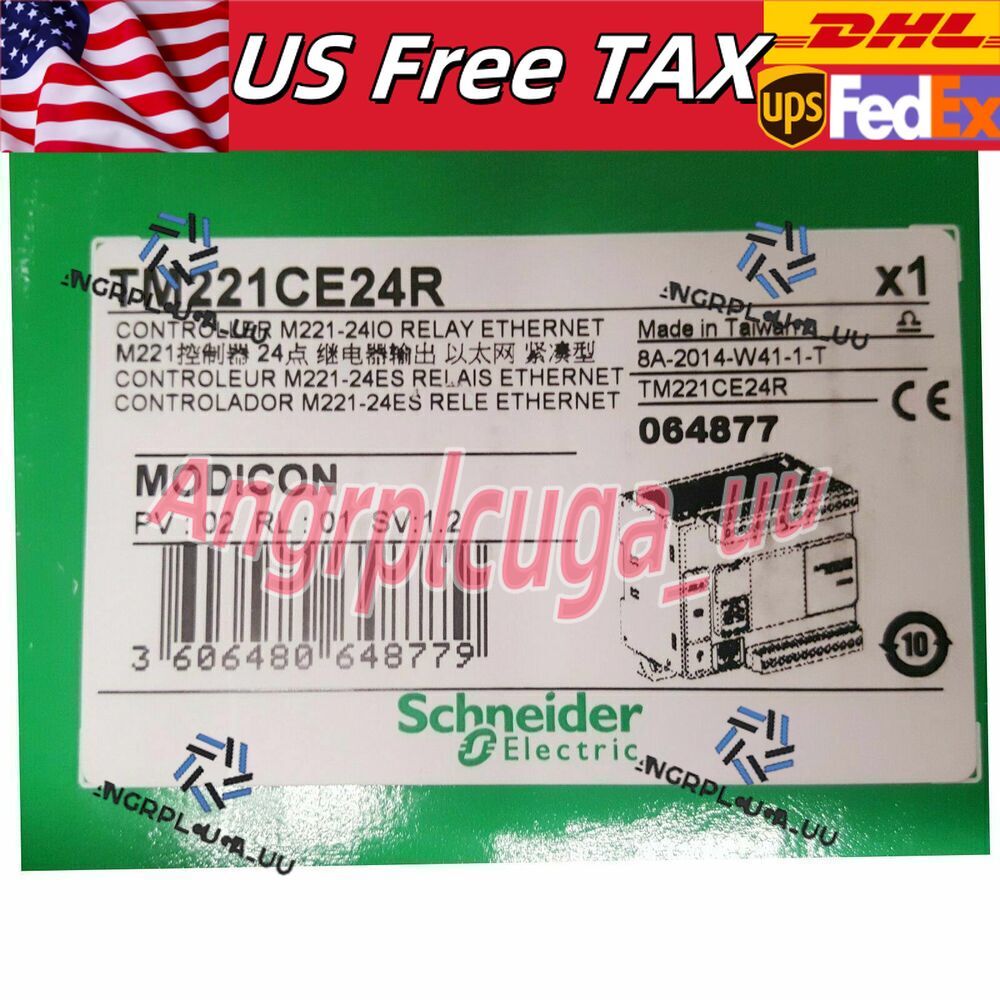 US Free TAX
DHL
UPS
FedEx
TM221CE24R
x1
CONTROLLER M221-24IO RELAY ETHERNET
M221控制器 24点 继电器输出 以太网 紧凑型
CONTROLEUR M221-24ES RELAIS ETHERNET
CONTROLADOR M221-24ES RELE ETHERNET
Made in Taiwan
8A-2014-W41-1-T
TM221CE24R
064877
CE
MODICON
PV : 02 RL : 01 SV:1.2
Angrplcuga_uu
3 606480 648779
10
Schneider
Electric